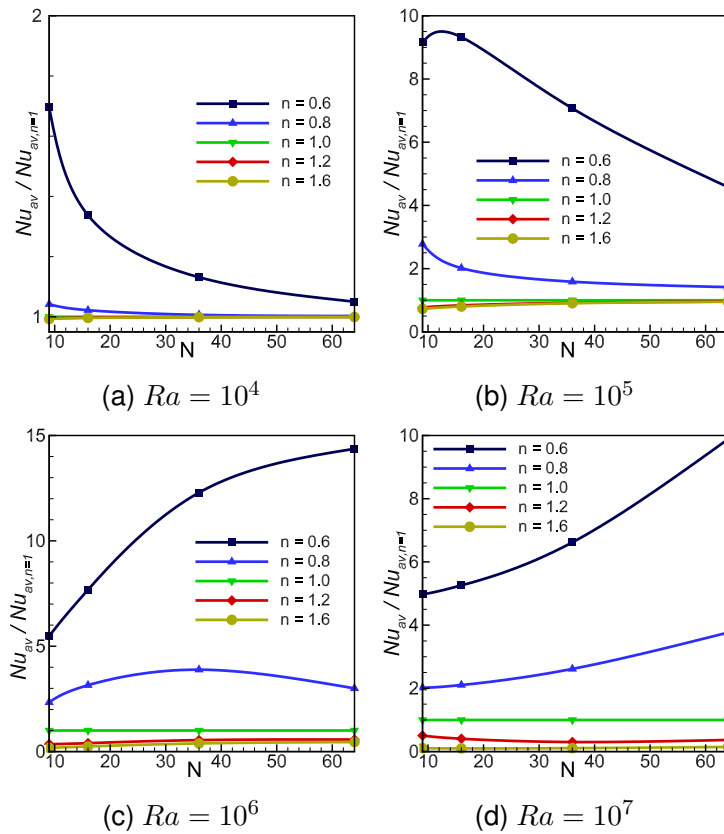 2
Nu_av / Nu_av,n=1
n = 0.6
n = 0.8
n = 1.0
n = 1.2
n = 1.6
1
10 20 30 40 50 60
N
(a) Ra = 10^4
10
8
6
4
2
0
Nu_av / Nu_av,n=1
n = 0.6
n = 0.8
n = 1.0
n = 1.2
n = 1.6
10 20 30 40 50 60
N
(b) Ra = 10^5
15
10
5
0
Nu_av / Nu_av,n=1
n = 0.6
n = 0.8
n = 1.0
n = 1.2
n = 1.6
10 20 30 40 50 60
N
(c) Ra = 10^6
10
8
6
4
2
0
Nu_av / Nu_av,n=1
n = 0.6
n = 0.8
n = 1.0
n = 1.2
n = 1.6
10 20 30 40 50 60
N
(d) Ra = 10^7